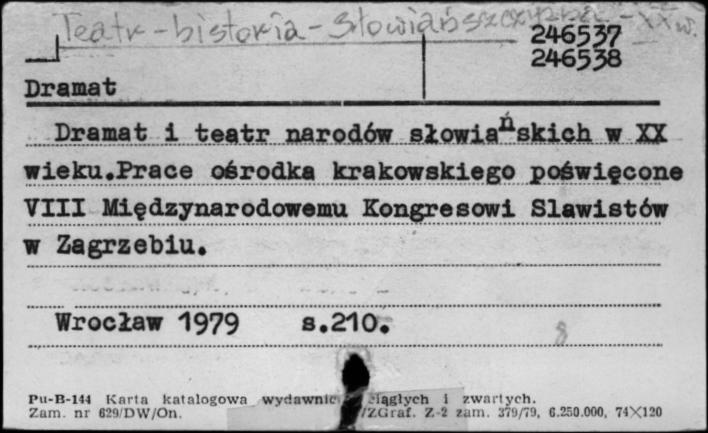 Teatr - historia - Słowiańszczyzna - XX w.
246537
246538
Dramat
Dramat i teatr narodów słowiańskich w XX
wieku.Prace ośrodka krakowskiego poświęcone
VIII Międzynarodowemu Kongresowi Slawistów
w Zagrzebiu.
Wrocław 1979 s.210.
8
Pu-B-144 Karta katalogowa wydawnic ciągłych i zwartych.
Zam. nr 629/DW/On. /ZGraf. Z-2 zam. 379/79, 6.250.000, 74X120